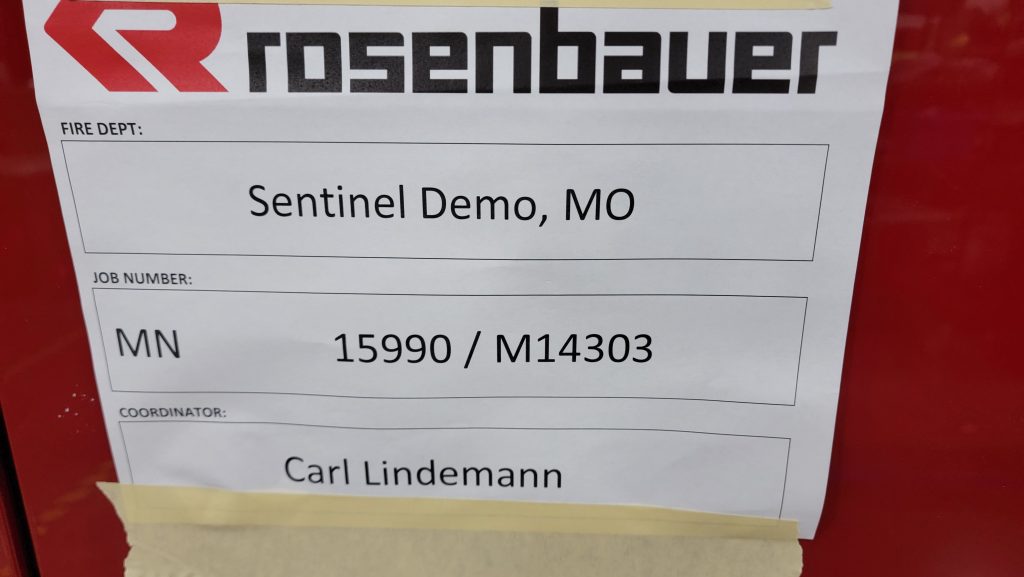 rosenbauer
FIRE DEPT:
Sentinel Demo, MO
JOB NUMBER:
MN 15990 / M14303
COORDINATOR:
Carl Lindemann